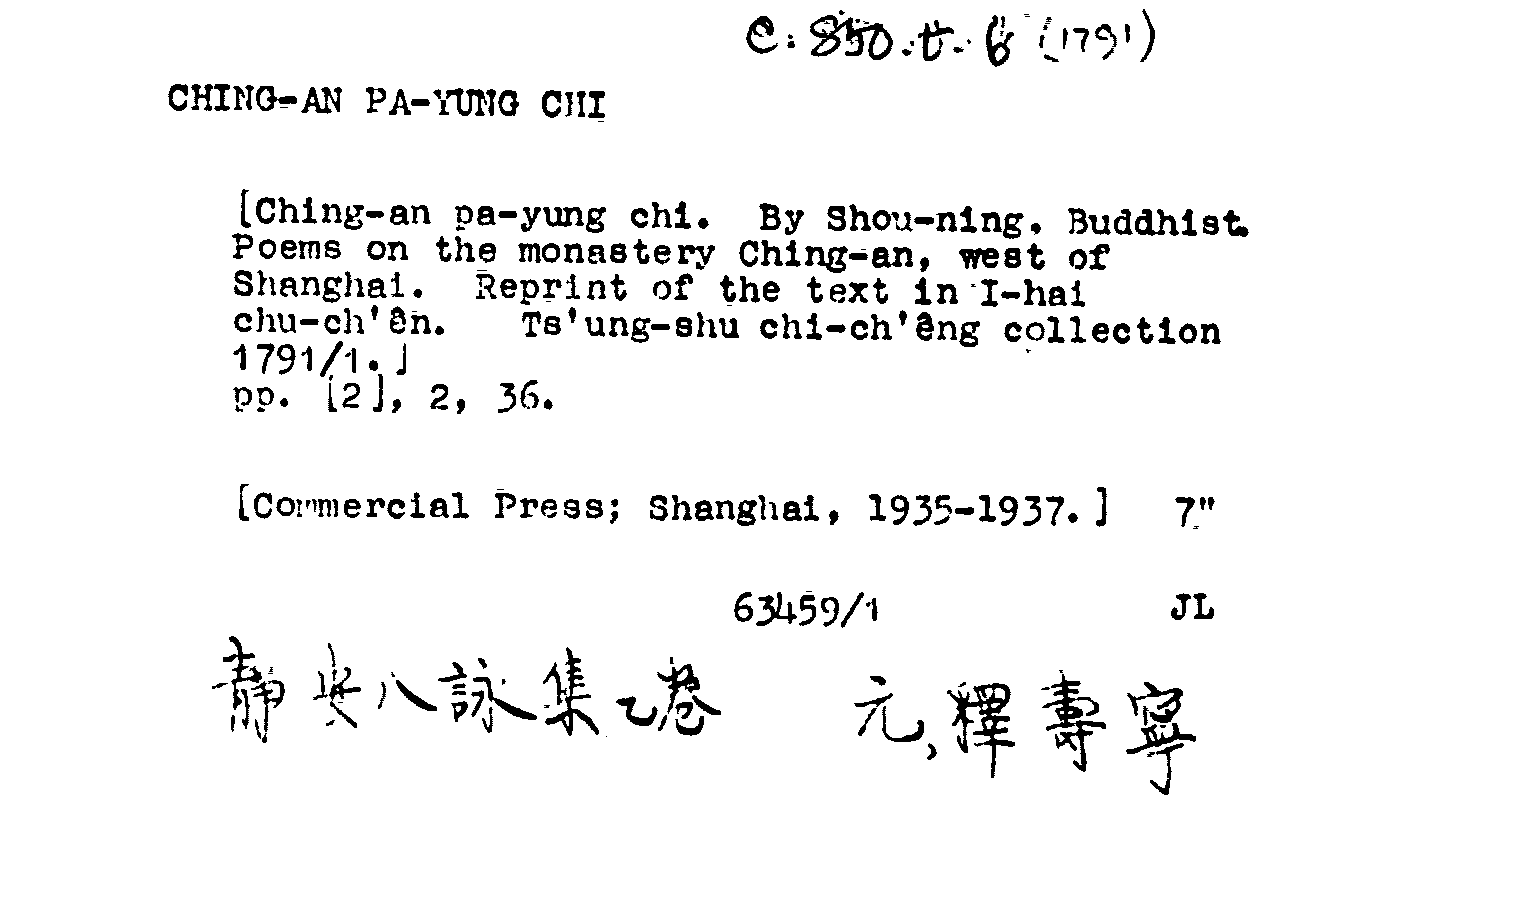 C. 850.t.6 (1791)
CHING-AN PA-YUNG CHI
[Ching-an pa-yung chi. By Shou-ning. Buddhist.
Poems on the monastery Ching-an, west of
Shanghai. Reprint of the text in I-hai
chu-ch'ên. Ts'ung-shu chi-ch'êng collection
1791/1.]
pp. [2], 2, 36.
[Commercial Press; Shanghai, 1935-1937.] 7"
63459/1 JL
靜安八詠集乙卷 元,釋壽寧